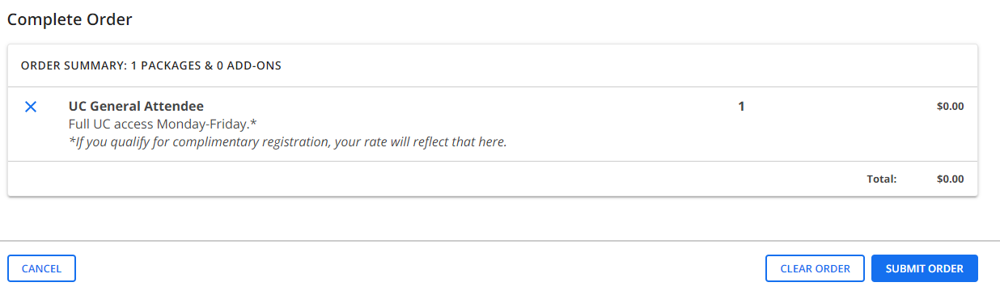 Complete Order
ORDER SUMMARY: 1 PACKAGES & 0 ADD-ONS
UC General Attendee 1 $0.00
Full UC access Monday-Friday.*
*If you qualify for complimentary registration, your rate will reflect that here.
Total: $0.00
CANCEL CLEAR ORDER SUBMIT ORDER